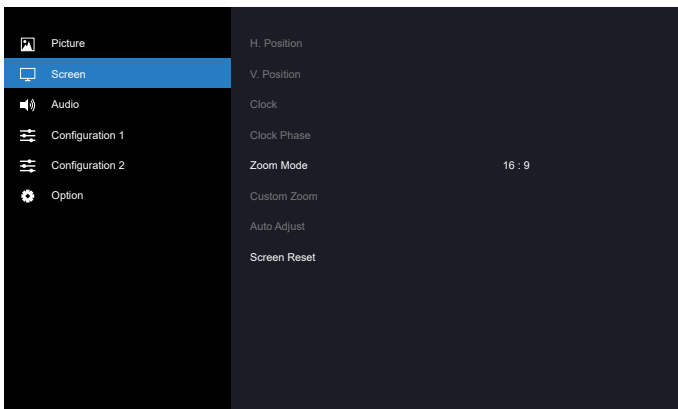 Picture
Screen
Audio
Configuration 1
Configuration 2
Option
H. Position
V. Position
Clock
Clock Phase
Zoom Mode 16 : 9
Custom Zoom
Auto Adjust
Screen Reset